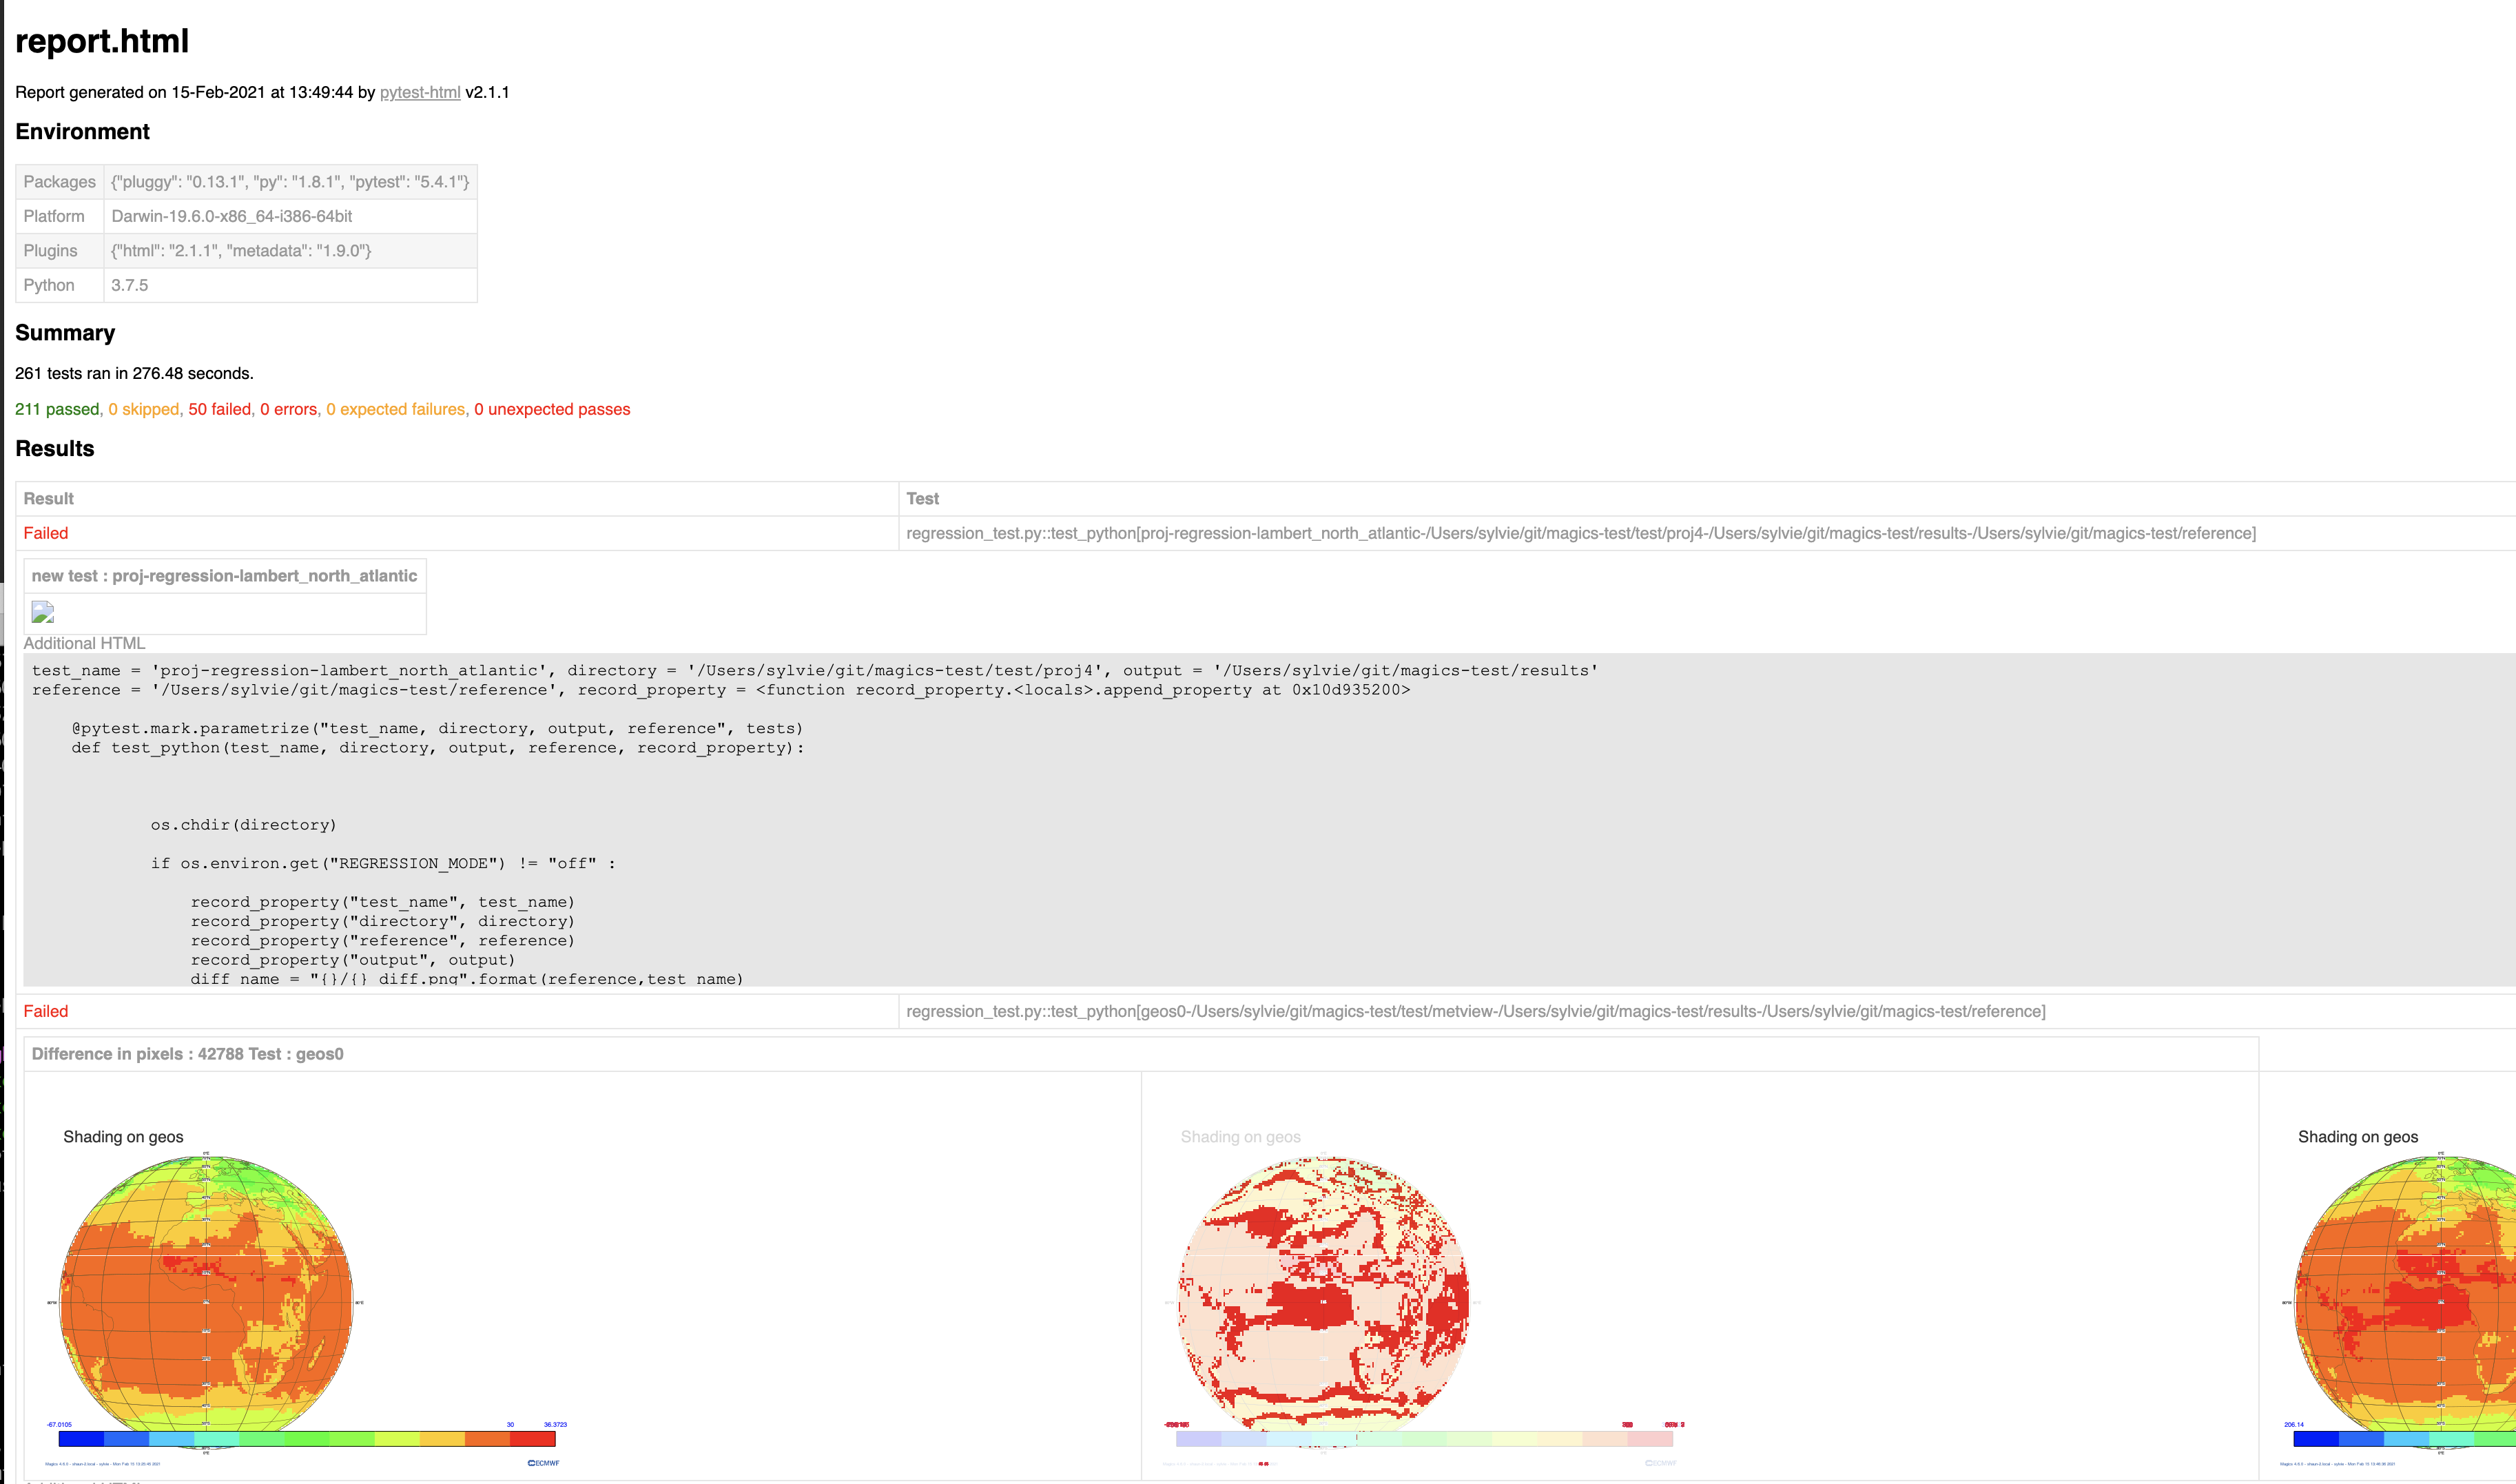 report.html
Report generated on 15-Feb-2021 at 13:49:44 by pytest-html v2.1.1
Environment
Packages {"pluggy": "0.13.1", "py": "1.8.1", "pytest": "5.4.1"}
Platform Darwin-19.6.0-x86_64-i386-64bit
Plugins {"html": "2.1.1", "metadata": "1.9.0"}
Python 3.7.5
Summary
261 tests ran in 276.48 seconds.
211 passed, 0 skipped, 50 failed, 0 errors, 0 expected failures, 0 unexpected passes
Results
Result Test
Failed regression_test.py::test_python[proj-regression-lambert_north_atlantic-/Users/sylvie/git/magics-test/test/proj4-/Users/sylvie/git/magics-test/results-/Users/sylvie/git/magics-test/reference]
new test : proj-regression-lambert_north_atlantic
Additional HTML
test_name = 'proj-regression-lambert_north_atlantic', directory = '/Users/sylvie/git/magics-test/test/proj4', output = '/Users/sylvie/git/magics-test/results'
reference = '/Users/sylvie/git/magics-test/reference', record_property = <function record_property.<locals>.append_property at 0x10d935200>
@pytest.mark.parametrize("test_name, directory, output, reference", tests)
def test_python(test_name, directory, output, reference, record_property):
os.chdir(directory)
if os.environ.get("REGRESSION_MODE") != "off" :
record_property("test_name", test_name)
record_property("directory", directory)
record_property("reference", reference)
record_property("output", output)
diff_name = "{}/{}_diff.png".format(reference,test_name)
Failed regression_test.py::test_python[geos0-/Users/sylvie/git/magics-test/test/metview-/Users/sylvie/git/magics-test/results-/Users/sylvie/git/magics-test/reference]
Difference in pixels : 42788 Test : geos0
Shading on geos Shading on geos Shading on geos
-67.0105 30 36.3723 206.14
ECMWF ECMWF